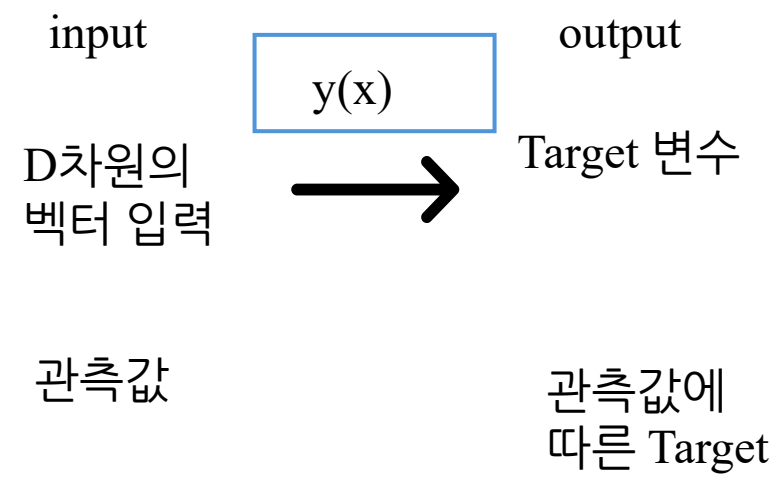 input
output
y(x)
D차원의
벡터 입력
Target 변수
관측값
관측값에
따른 Target